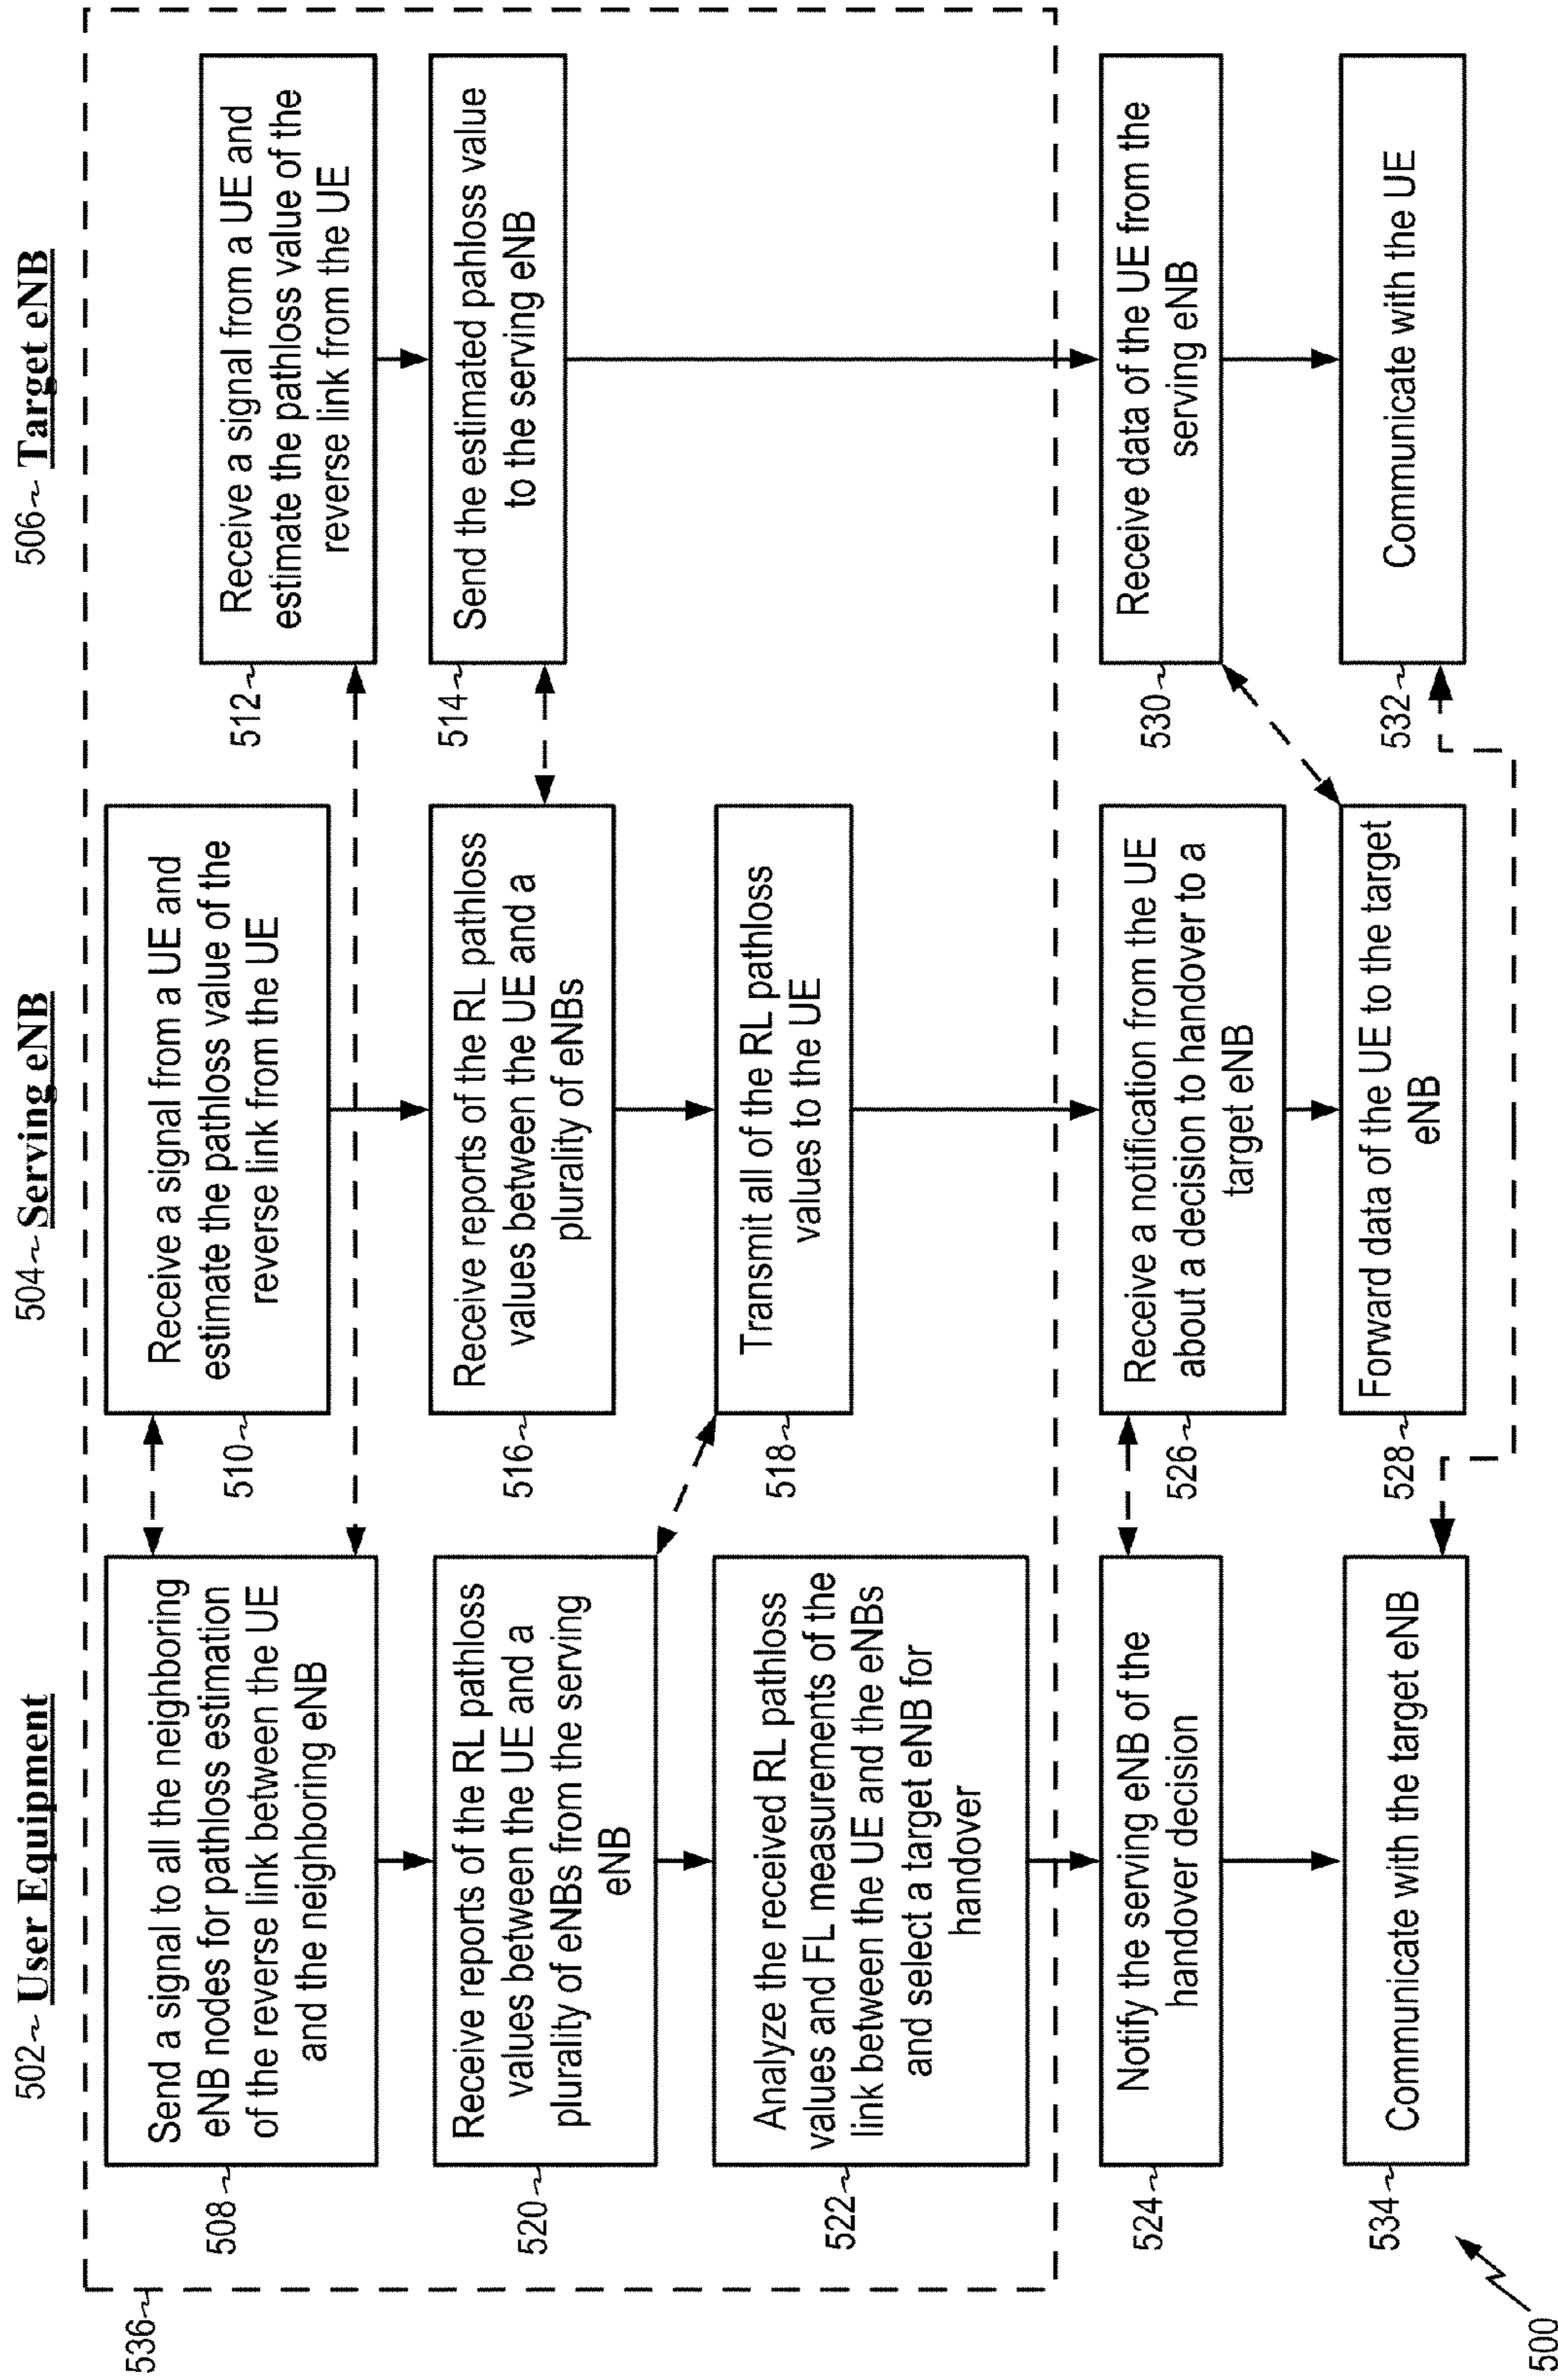 502 User Equipment
504 Serving eNB
506 Target eNB
536
508
Send a signal to all the neighboring
eNB nodes for pathloss estimation
of the reverse link between the UE
and the neighboring eNB
510
Receive a signal from a UE and
estimate the pathloss value of the
reverse link from the UE
512
Receive a signal from a UE and
estimate the pathloss value of the
reverse link from the UE
520
Receive reports of the RL pathloss
values between the UE and a
plurality of eNBs from the serving
eNB
516
Receive reports of the RL pathloss
values between the UE and a
plurality of eNBs
514
Send the estimated pahloss value
to the serving eNB
522
Analyze the received RL pathloss
values and FL measurements of the
link between the UE and the eNBs
and select a target eNB for
handover
518
Transmit all of the RL pathloss
values to the UE
524
Notify the serving eNB of the
handover decision
526
Receive a notification from the UE
about a decision to handover to a
target eNB
530
Receive data of the UE from the
serving eNB
534
Communicate with the target eNB
528
Forward data of the UE to the target
eNB
532
Communicate with the UE
500